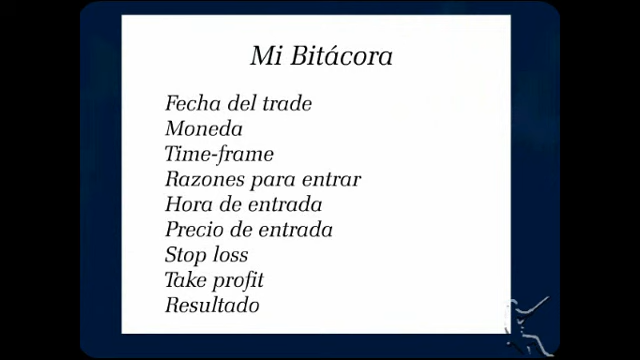 Mi Bitácora
Fecha del trade
Moneda
Time-frame
Razones para entrar
Hora de entrada
Precio de entrada
Stop loss
Take profit
Resultado